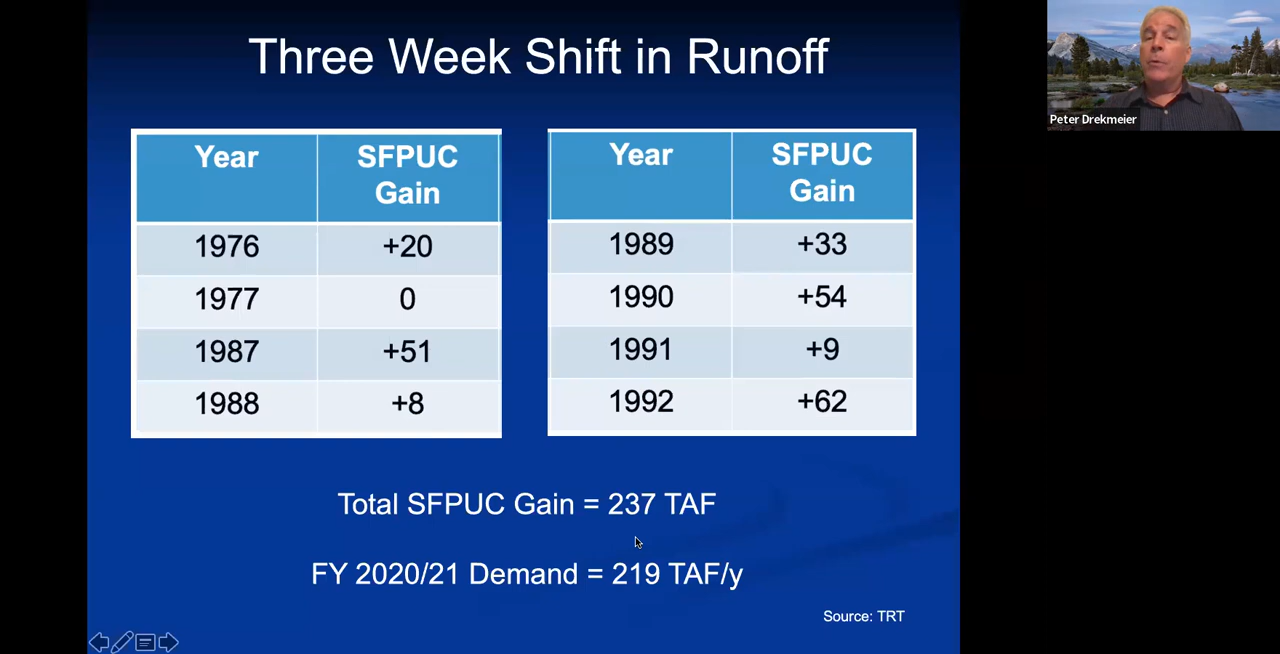 Three Week Shift in Runoff
Year SFPUC
Gain
1976 +20
1977 0
1987 +51
1988 +8
Year SFPUC
Gain
1989 +33
1990 +54
1991 +9
1992 +62
Total SFPUC Gain = 237 TAF
FY 2020/21 Demand = 219 TAF/y
Source: TRT
Peter Drekmeier